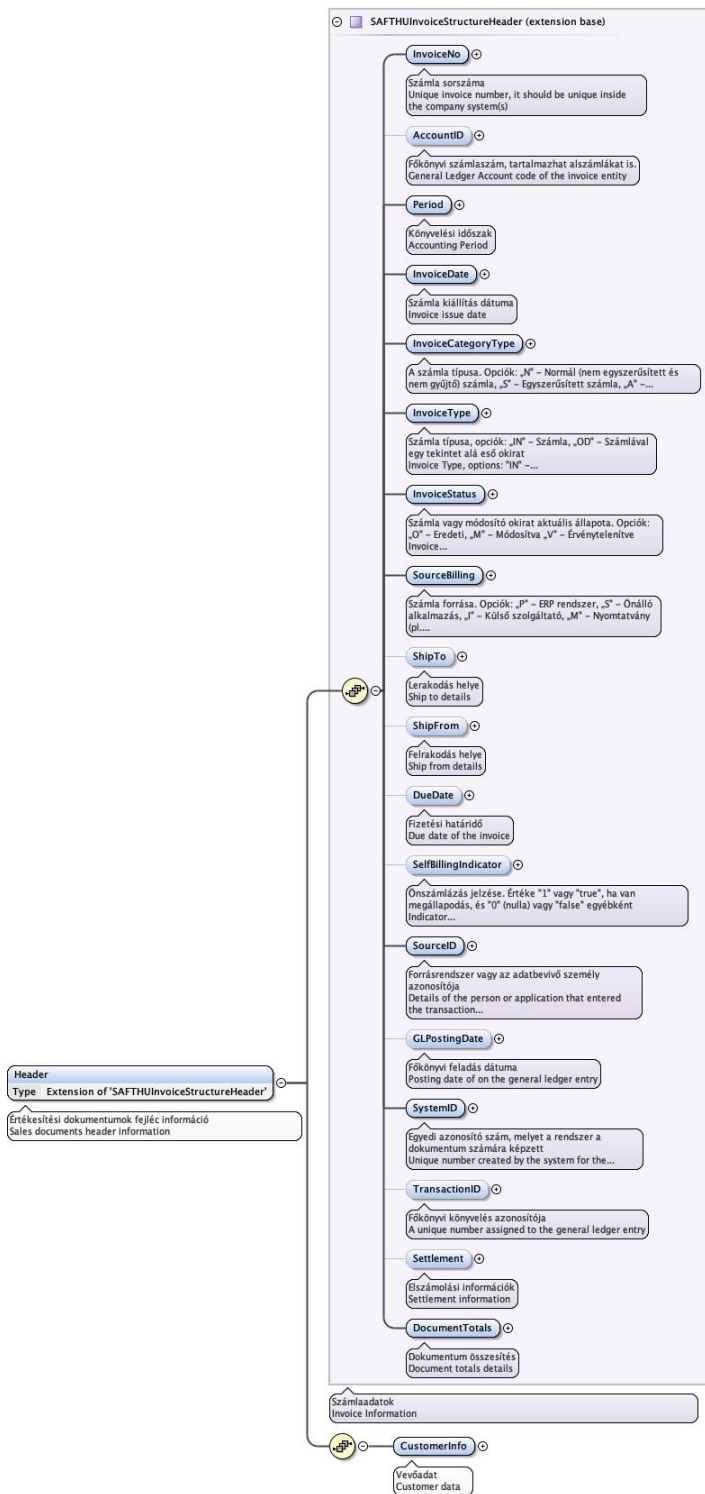 SAFTHUInvoiceStructureHeader (extension base)
InvoiceNo
Számla sorszáma
Unique invoice number, it should be unique inside
the company system(s)
AccountID
Főkönyvi számlaszám, tartalmazhat alszámlákat is.
General Ledger Account code of the invoice entity
Period
Könyvelési időszak
Accounting Period
InvoiceDate
Számla kiállítás dátuma
Invoice issue date
InvoiceCategoryType
A számla típusa. Opciók: „N" – Normál (nem egyszerűsített és
nem gyűjtő) számla, „S" – Egyszerűsített számla, „A" –...
InvoiceType
Számla típusa, opciók: „IN" – Számla, „OD" – Számlával
egy tekintet alá eső okirat
Invoice Type, options: "IN" –...
InvoiceStatus
Számla vagy módosító okirat aktuális állapota. Opciók:
„O" – Eredeti, „M" – Módosítva „V" – Érvénytelenítve
Invoice...
SourceBilling
Számla forrása. Opciók: „P" – ERP rendszer, „S" – Önálló
alkalmazás, „I" – Külső szolgáltató, „M" – Nyomtatvány
(pl....
ShipTo
Lerakodás helye
Ship to details
ShipFrom
Felrakodás helye
Ship from details
DueDate
Fizetési határidő
Due date of the invoice
SelfBillingIndicator
Önszámlázás jelzése. Értéke "1" vagy "true", ha van
megállapodás, és "0" (nulla) vagy "false" egyébként
Indicator...
SourceID
Forrásrendszer vagy az adatbevivő személy
azonosítója
Details of the person or application that entered
the transaction...
GLPostingDate
Főkönyvi feladás dátuma
Posting date of on the general ledger entry
Header
Type Extension of 'SAFTHUInvoiceStructureHeader'
Értékesítési dokumentumok fejléc információ
Sales documents header information
SystemID
Egyedi azonosító szám, melyet a rendszer a
dokumentum számára képzett
Unique number created by the system for the...
TransactionID
Főkönyvi könyvelés azonosítója
A unique number assigned to the general ledger entry
Settlement
Elszámolási információk
Settlement information
DocumentTotals
Dokumentum összesítés
Document totals details
Számlaadatok
Invoice Information
CustomerInfo
Vevőadat
Customer data